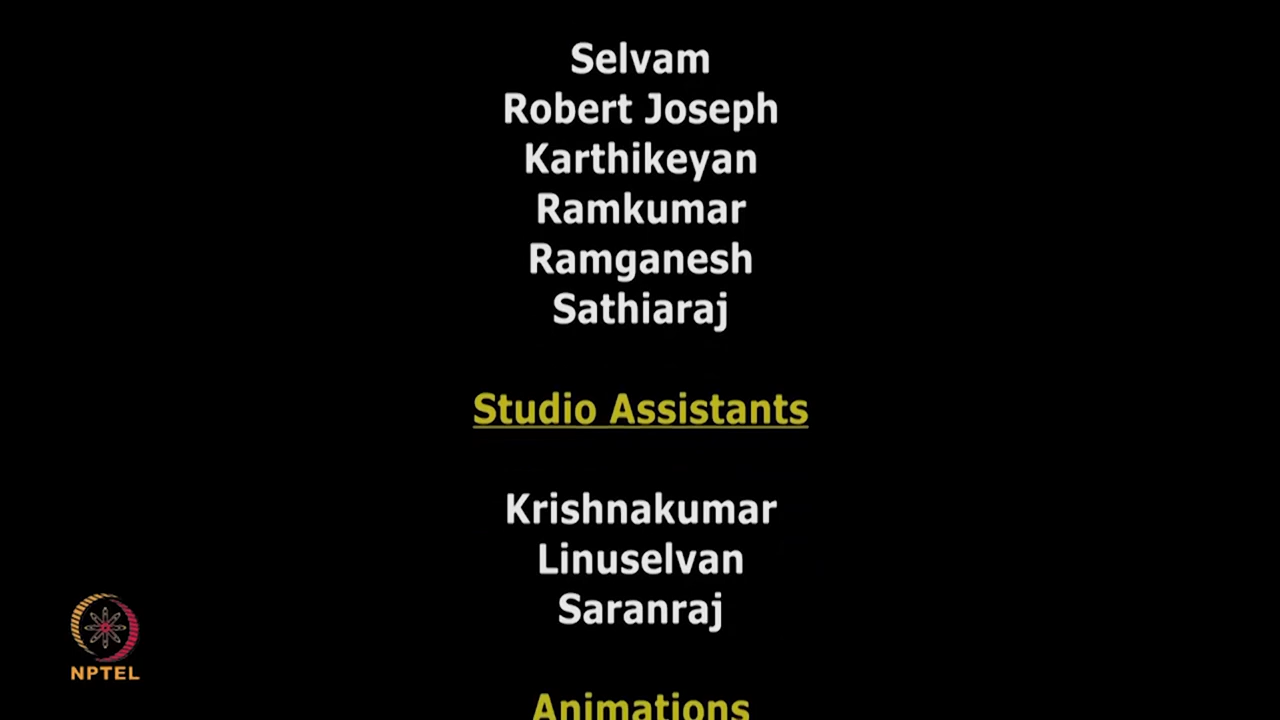 Selvam
Robert Joseph
Karthikeyan
Ramkumar
Ramganesh
Sathiaraj
Studio Assistants
Krishnakumar
Linuselvan
Saranraj
NPTEL
Animations